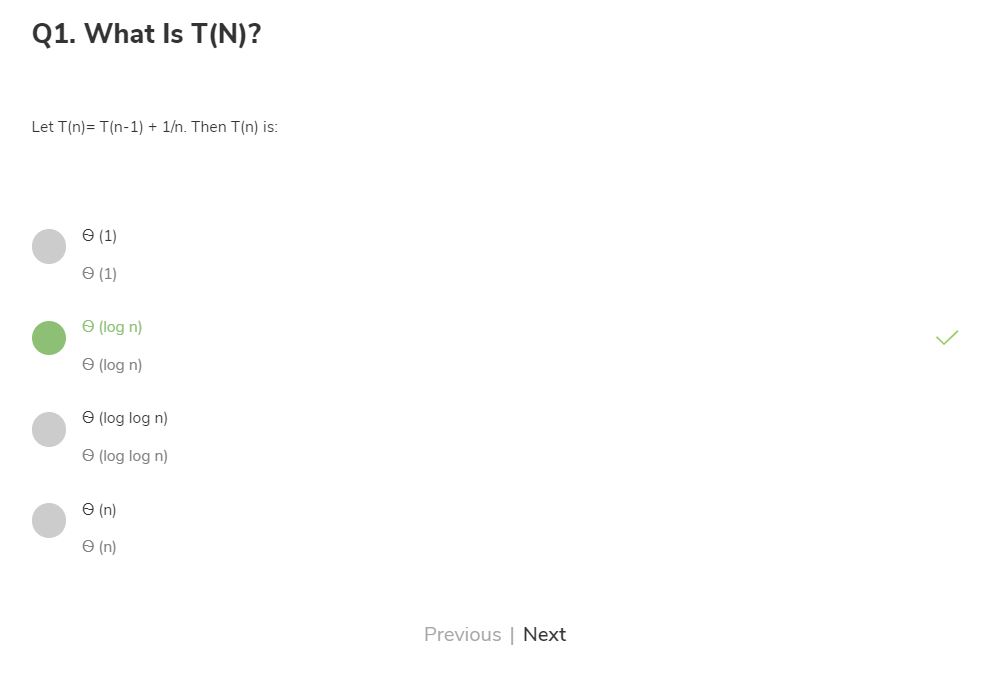 Q1. What Is T(N)?
Let T(n)= T(n-1) + 1/n. Then T(n) is:
Ɵ (1)
Ɵ (1)
Ɵ (log n)
Ɵ (log n)
Ɵ (log log n)
Ɵ (log log n)
Ɵ (n)
Ɵ (n)
Previous | Next